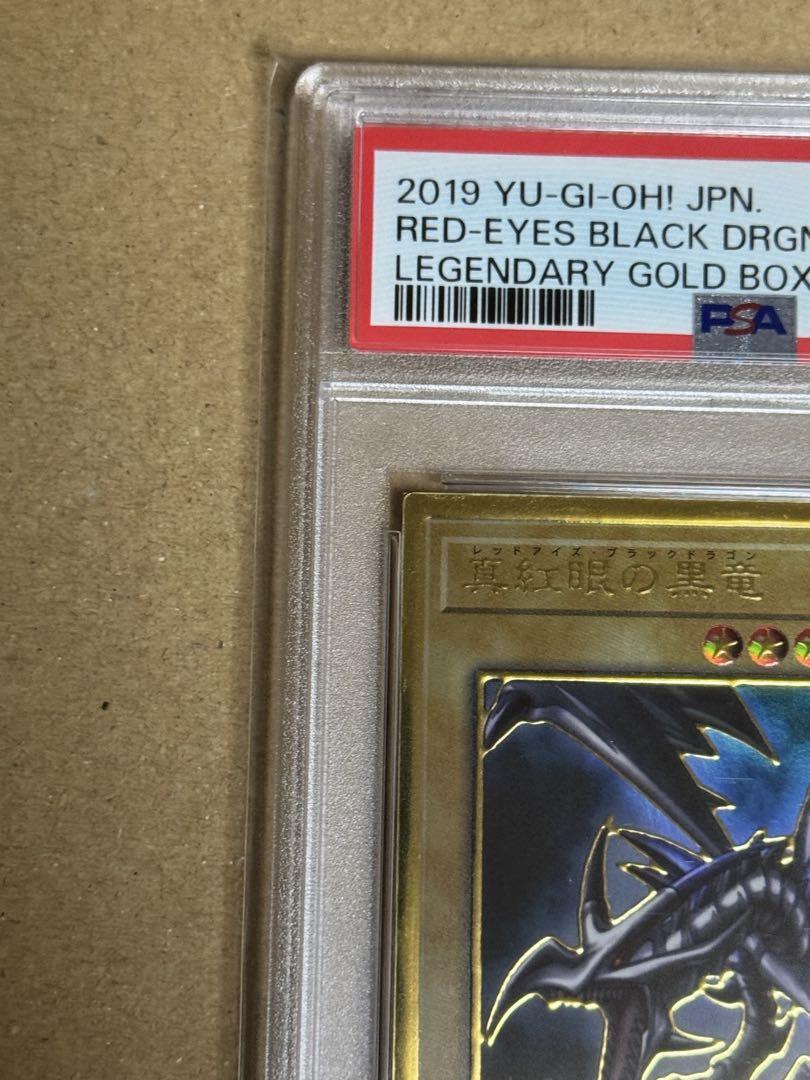 2019 YU-GI-OH! JPN.
RED-EYES BLACK DRGN
LEGENDARY GOLD BOX
PSA
レッドアイズ・ブラックドラゴン
真紅眼の黒竜